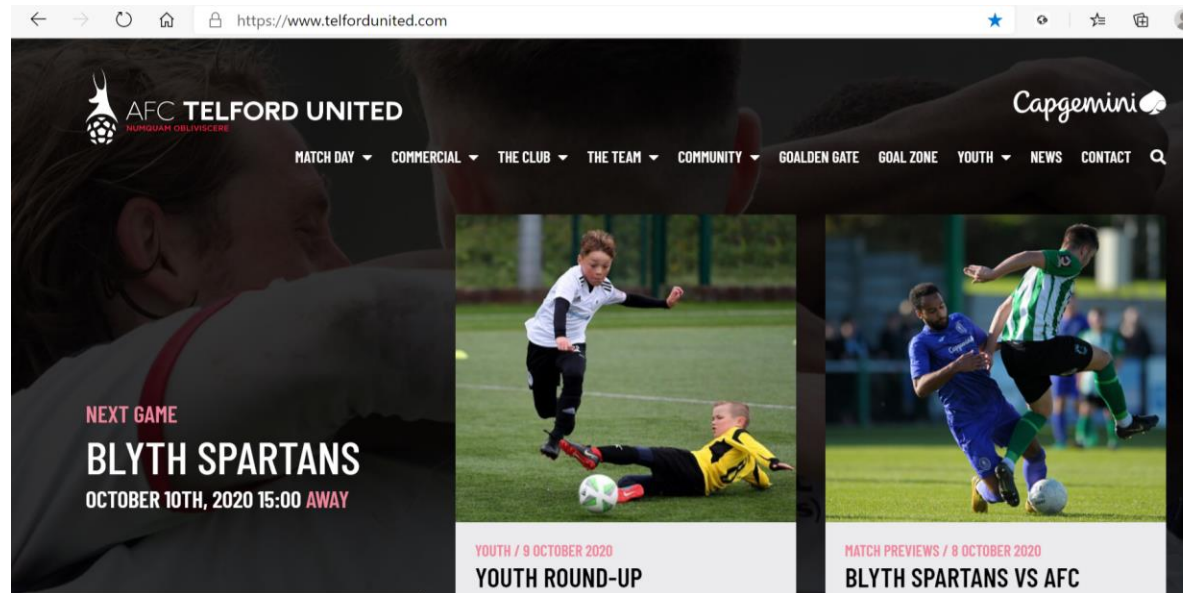 https://www.telfordunited.com
AFC TELFORD UNITED
NUMQUAM OBLIVISCERE
Capgemini
MATCH DAY COMMERCIAL THE CLUB THE TEAM COMMUNITY GOALDEN GATE GOAL ZONE YOUTH NEWS CONTACT
NEXT GAME
BLYTH SPARTANS
OCTOBER 10TH, 2020 15:00 AWAY
Capgemini
YOUTH / 9 OCTOBER 2020
YOUTH ROUND-UP
MATCH PREVIEWS / 8 OCTOBER 2020
BLYTH SPARTANS VS AFC